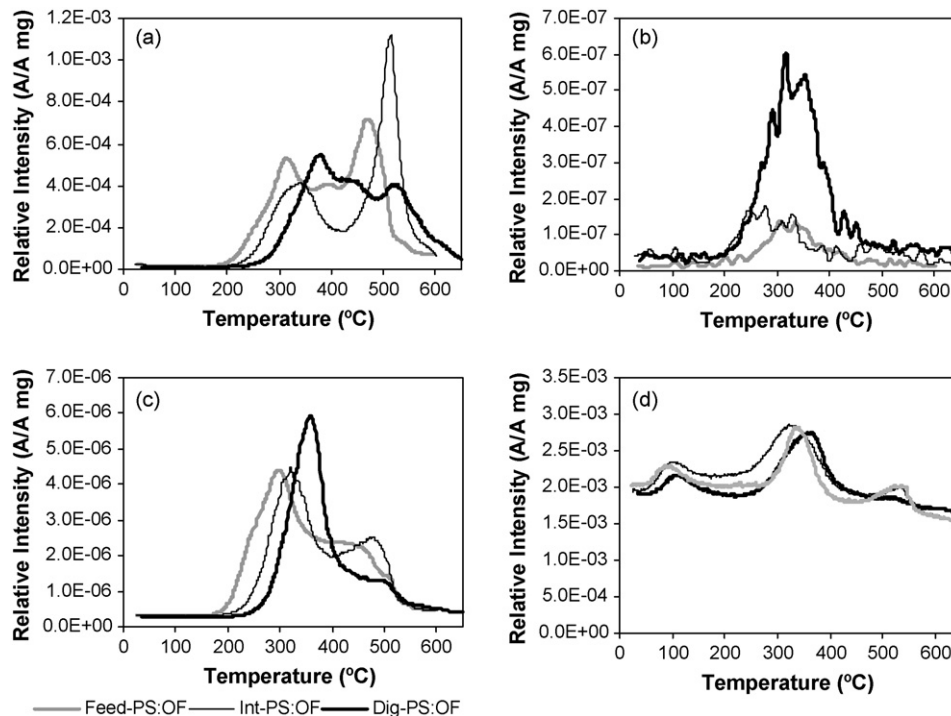 (a)
Relative Intensity (A/A mg)
1.2E-03
1.0E-03
8.0E-04
6.0E-04
4.0E-04
2.0E-04
0.0E+00
0 100 200 300 400 500 600
Temperature (ºC)
(b)
Relative Intensity (A/A mg)
7.0E-07
6.0E-07
5.0E-07
4.0E-07
3.0E-07
2.0E-07
1.0E-07
0.0E+00
0 100 200 300 400 500 600
Temperature (ºC)
(c)
Relative Intensity (A/A mg)
7.0E-06
6.0E-06
5.0E-06
4.0E-06
3.0E-06
2.0E-06
1.0E-06
0.0E+00
0 100 200 300 400 500 600
Temperature (ºC)
(d)
Relative Intensity (A/A mg)
3.5E-03
3.0E-03
2.5E-03
2.0E-03
1.5E-03
1.0E-03
5.0E-04
0.0E+00
0 100 200 300 400 500 600
Temperature (ºC)
Feed-PS:OF Int-PS:OF Dig-PS:OF